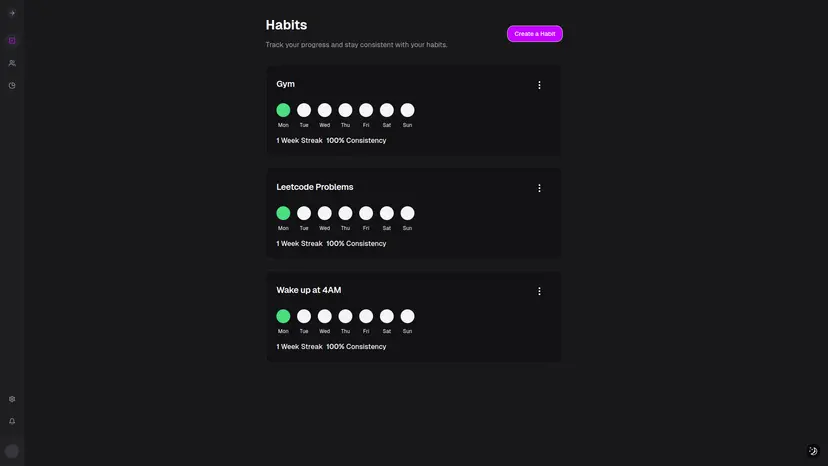 Habits
Create a Habit
Track your progress and stay consistent with your habits.
Gym
Mon Tue Wed Thu Fri Sat Sun
1 Week Streak 100% Consistency
Leetcode Problems
Mon Tue Wed Thu Fri Sat Sun
1 Week Streak 100% Consistency
Wake up at 4AM
Mon Tue Wed Thu Fri Sat Sun
1 Week Streak 100% Consistency